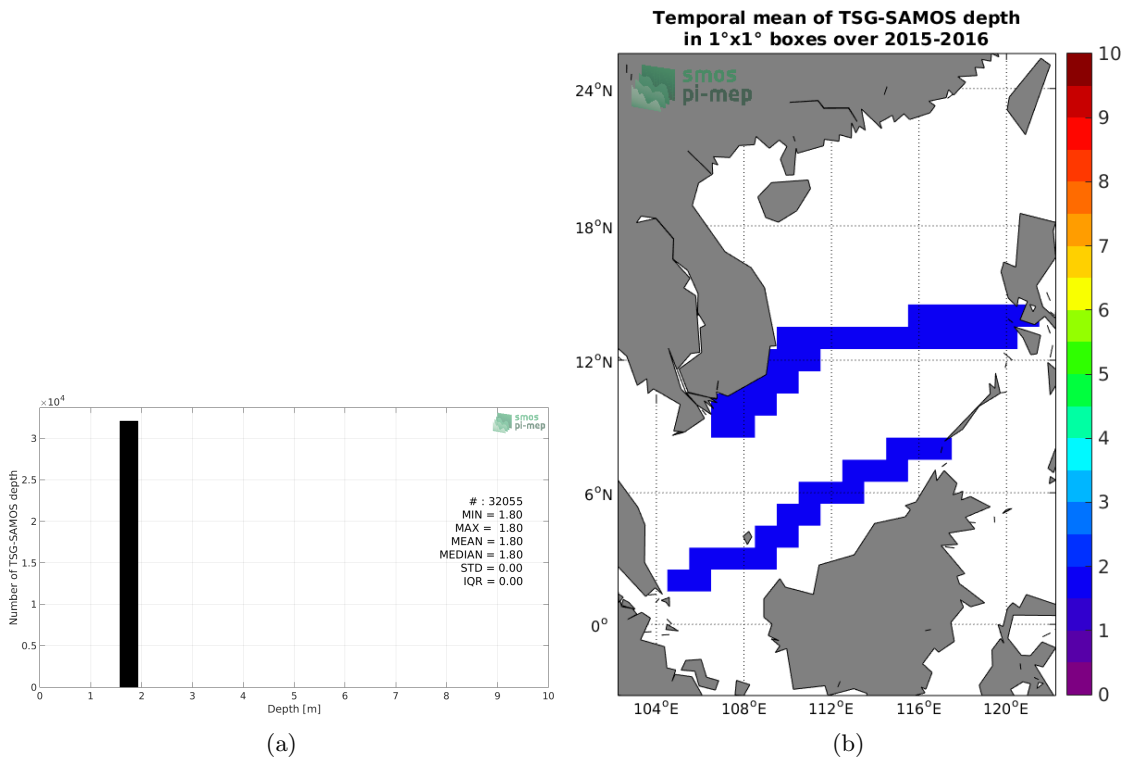 ×10⁴
3
2.5
2
1.5
1
0.5
0
Number of TSG-SAMOS depth
smos
pi-mep
# : 32055
MIN = 1.80
MAX = 1.80
MEAN = 1.80
MEDIAN = 1.80
STD = 0.00
IQR = 0.00
0 1 2 3 4 5 6 7 8 9 10
Depth [m]
(a)
Temporal mean of TSG-SAMOS depth
in 1°x1° boxes over 2015-2016
smos
pi-mep
24°N
18°N
12°N
6°N
0°
104°E 108°E 112°E 116°E 120°E
10
9
8
7
6
5
4
3
2
1
0
(b)